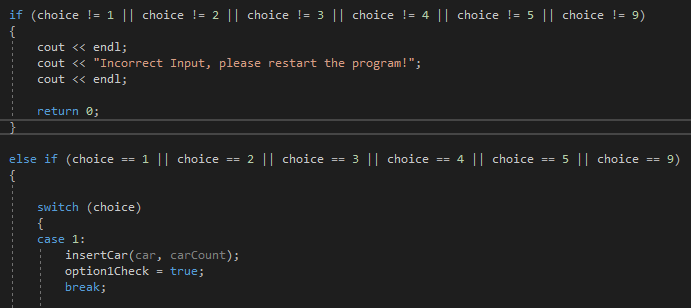 if (choice != 1 || choice != 2 || choice != 3 || choice != 4 || choice != 5 || choice != 9)
{
cout << endl;
cout << "Incorrect Input, please restart the program!";
cout << endl;
return 0;
}
else if (choice == 1 || choice == 2 || choice == 3 || choice == 4 || choice == 5 || choice == 9)
{
switch (choice)
{
case 1:
insertCar(car, carCount);
option1Check = true;
break;